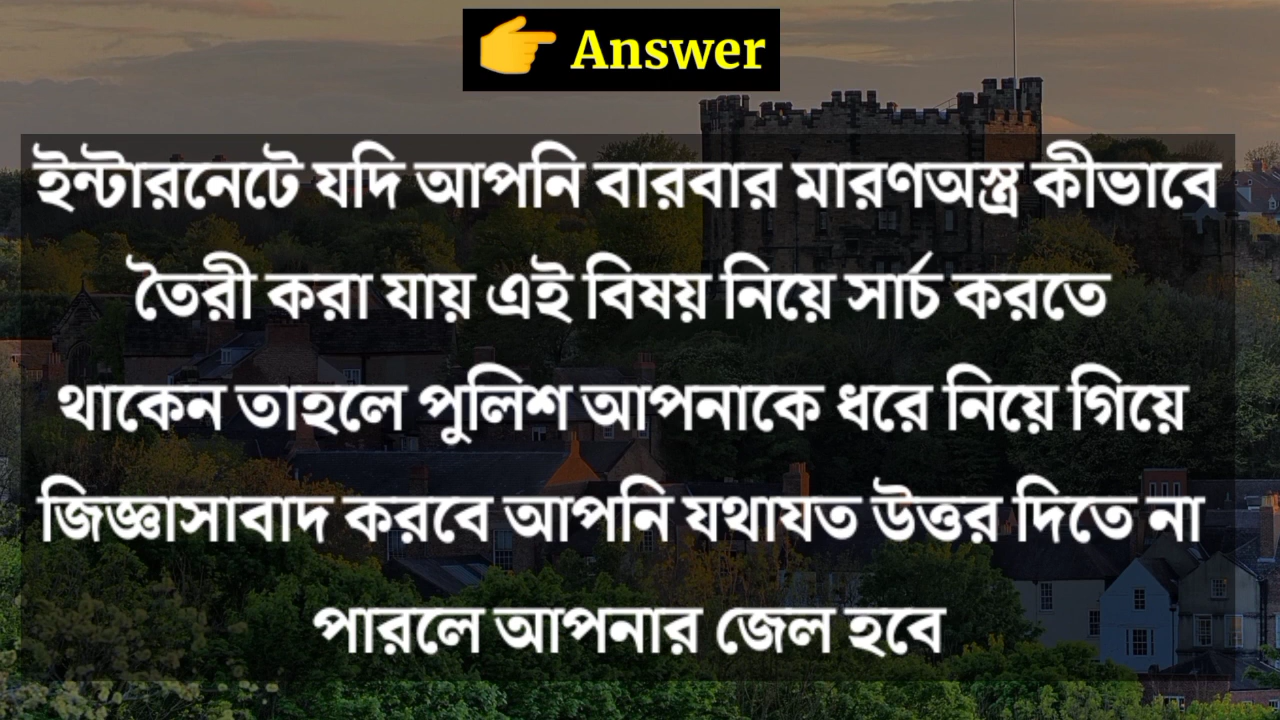 👉 Answer
ইন্টারনেটে যদি আপনি বারবার মারণঅস্ত্র কীভাবে
তৈরী করা যায় এই বিষয় নিয়ে সার্চ করতে
থাকেন তাহলে পুলিশ আপনাকে ধরে নিয়ে গিয়ে
জিজ্ঞাসাবাদ করবে আপনি যথাযত উত্তর দিতে না
পারলে আপনার জেল হবে